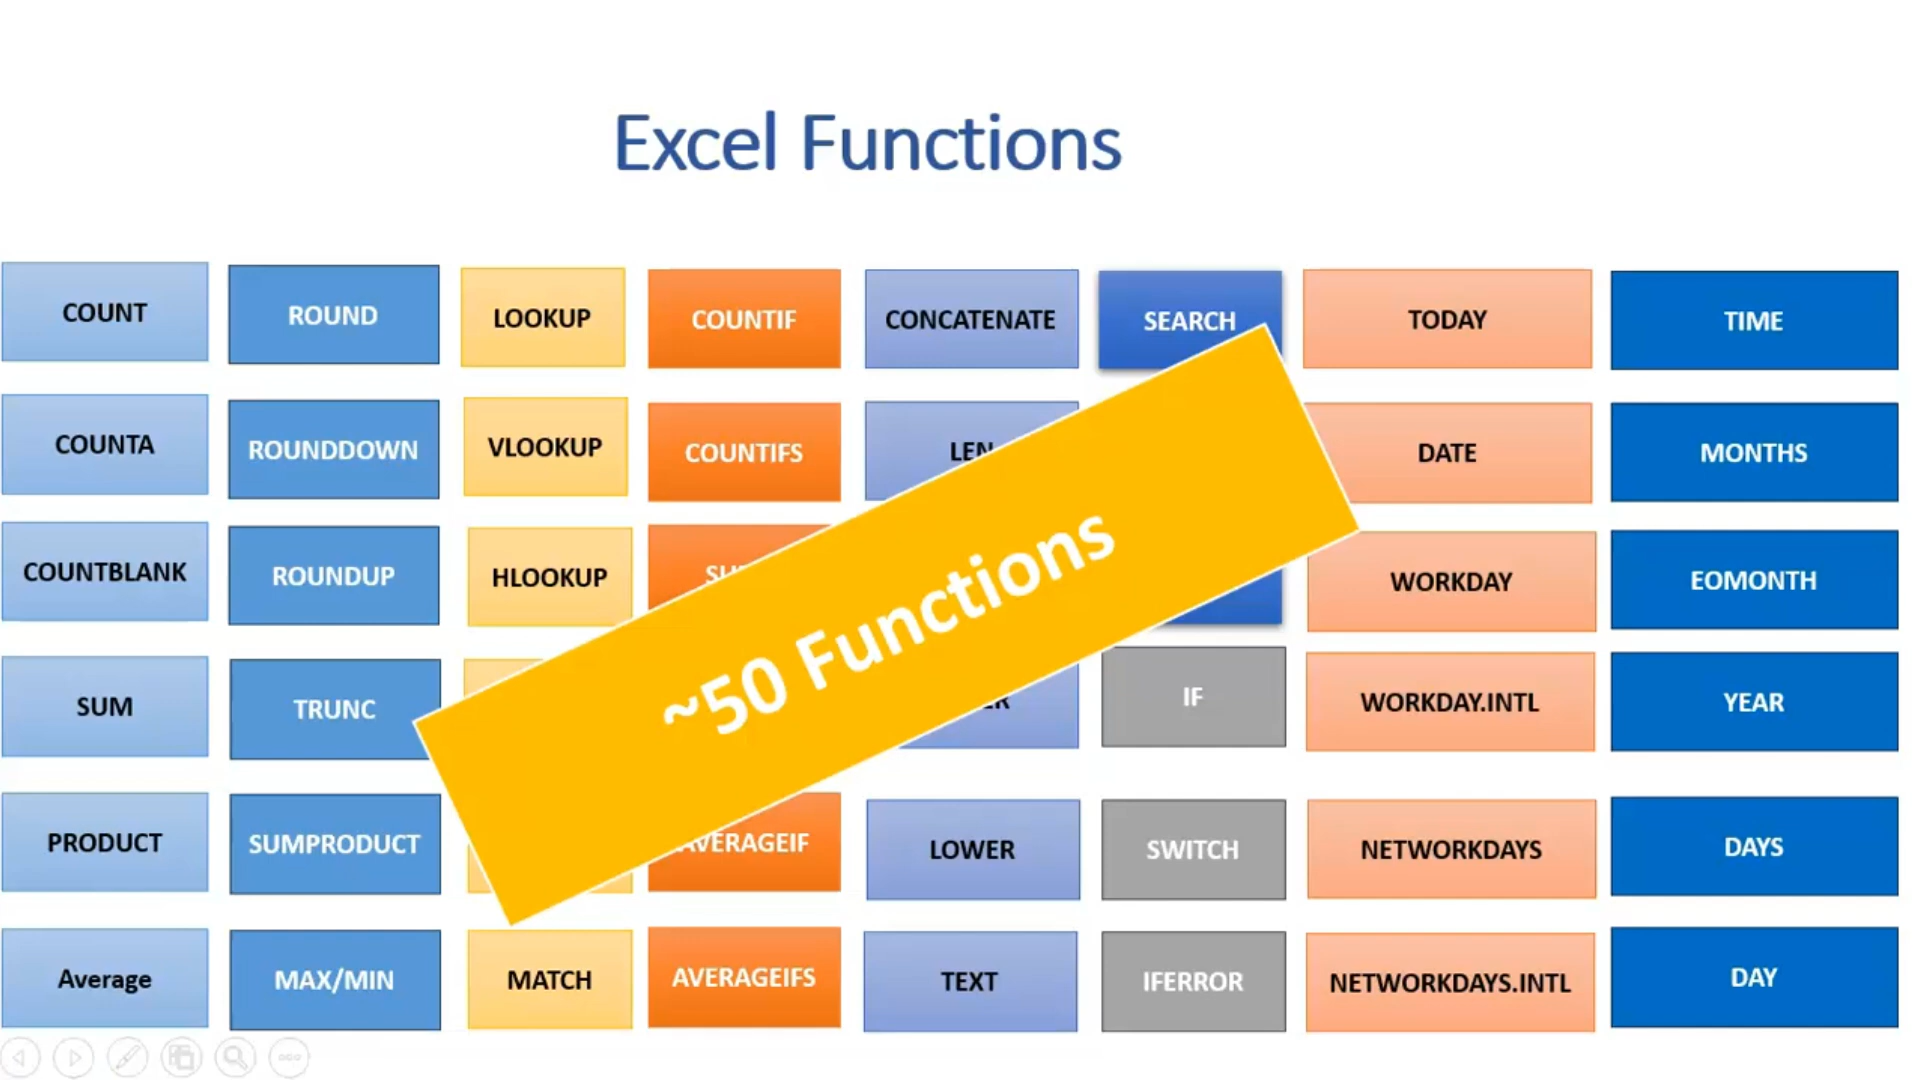 Excel Functions
COUNT ROUND LOOKUP COUNTIF CONCATENATE SEARCH TODAY TIME
COUNTA ROUNDDOWN VLOOKUP COUNTIFS LEN DATE MONTHS
COUNTBLANK ROUNDUP HLOOKUP WORKDAY EOMONTH
~50 Functions
SUM TRUNC IF WORKDAY.INTL YEAR
PRODUCT SUMPRODUCT AVERAGEIF LOWER SWITCH NETWORKDAYS DAYS
Average MAX/MIN MATCH AVERAGEIFS TEXT IFERROR NETWORKDAYS.INTL DAY